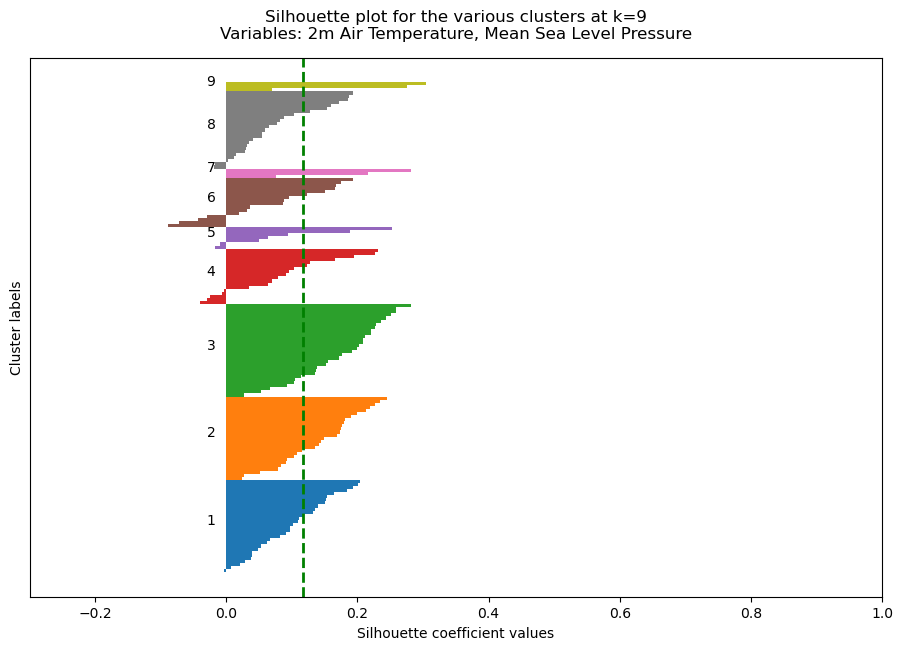 Silhouette plot for the various clusters at k=9
Variables: 2m Air Temperature, Mean Sea Level Pressure
9
8
7
6
5
4
3
2
1
Cluster labels
−0.2 0.0 0.2 0.4 0.6 0.8 1.0
Silhouette coefficient values